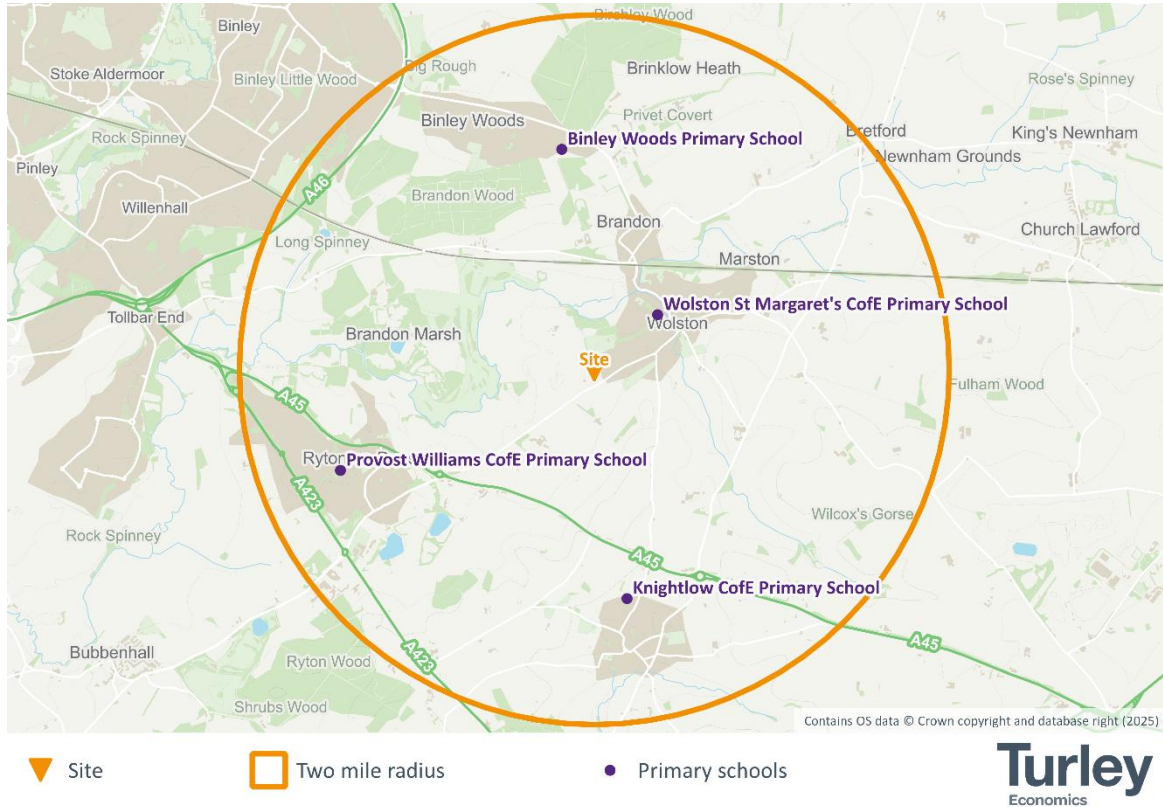 Birchley Wood
Binley
Big Rough
Brinklow Heath
Stoke Aldermoor
Binley Little Wood
Rose's Spinney
Privet Covert
Rock Spinney
Binley Woods
Bretford
King's Newnham
Binley Woods Primary School
Newnham Grounds
Pinley
A46
Brandon Wood
Willenhall
Brandon
Church Lawford
Long Spinney
Marston
Wolston St Margaret's CofE Primary School
Tollbar End
Wolston
Brandon Marsh
Site
Fulham Wood
A45
Provost Williams CofE Primary School
A423
Wilcox's Gorse
Rock Spinney
A45
Knightlow CofE Primary School
A45
Bubbenhall
Ryton Wood
A423
Shrubs Wood
Contains OS data © Crown copyright and database right (2025)
Site
Two mile radius
Primary schools
Turley
Economics